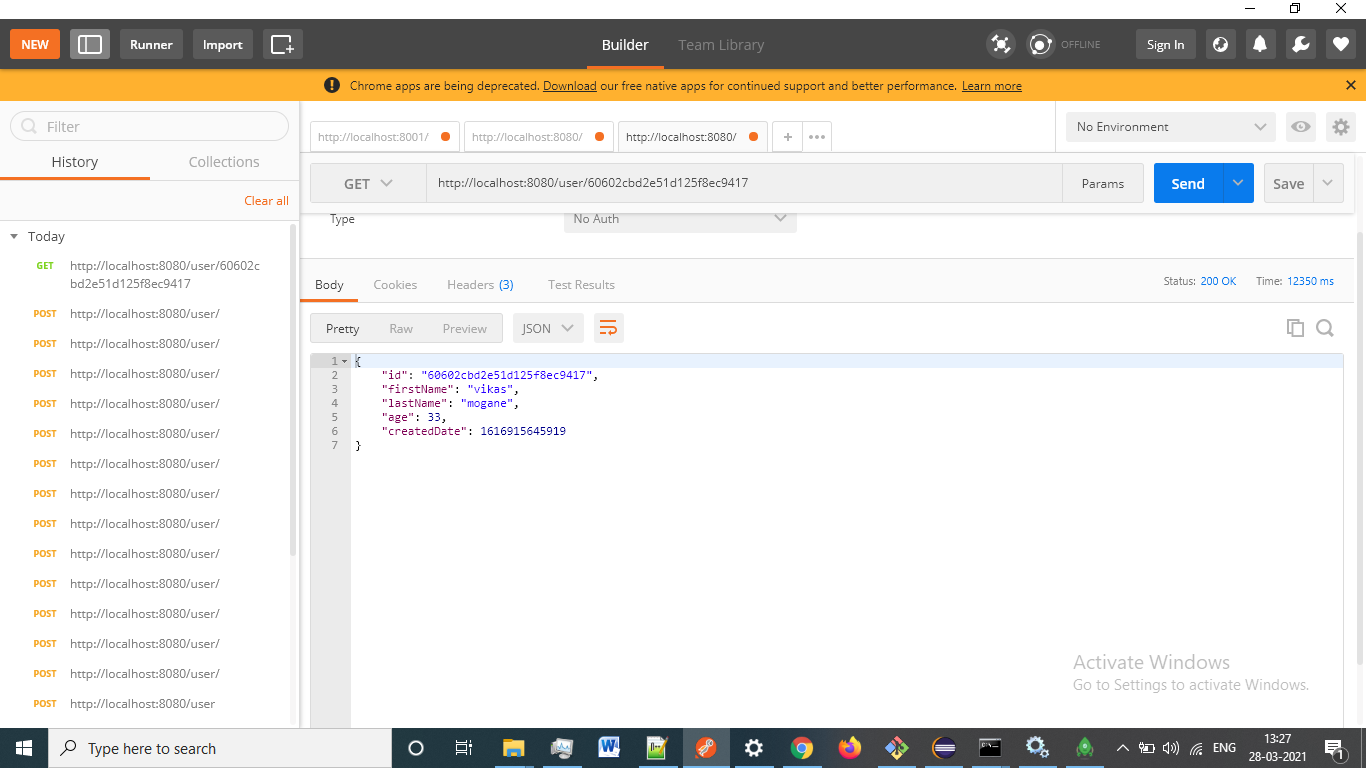 NEW
Runner
Import
Builder
Team Library
OFFLINE
Sign In
Chrome apps are being deprecated. Download our free native apps for continued support and better performance. Learn more
Filter
History
Collections
Clear all
Today
GET http://localhost:8080/user/60602c
bd2e51d125f8ec9417
POST http://localhost:8080/user/
POST http://localhost:8080/user/
POST http://localhost:8080/user/
POST http://localhost:8080/user/
POST http://localhost:8080/user/
POST http://localhost:8080/user/
POST http://localhost:8080/user/
POST http://localhost:8080/user/
POST http://localhost:8080/user/
POST http://localhost:8080/user/
POST http://localhost:8080/user/
POST http://localhost:8080/user/
POST http://localhost:8080/user/
POST http://localhost:8080/user
http://localhost:8001/
http://localhost:8080/
http://localhost:8080/
No Environment
GET
http://localhost:8080/user/60602cbd2e51d125f8ec9417
Params
Send
Save
Type
No Auth
Body
Cookies
Headers (3)
Test Results
Status: 200 OK
Time: 12350 ms
Pretty
Raw
Preview
JSON
1 {
2 "id": "60602cbd2e51d125f8ec9417",
3 "firstName": "vikas",
4 "lastName": "mogane",
5 "age": 33,
6 "createdDate": 1616915645919
7 }
Activate Windows
Go to Settings to activate Windows.
Type here to search
ENG
13:27
28-03-2021
1